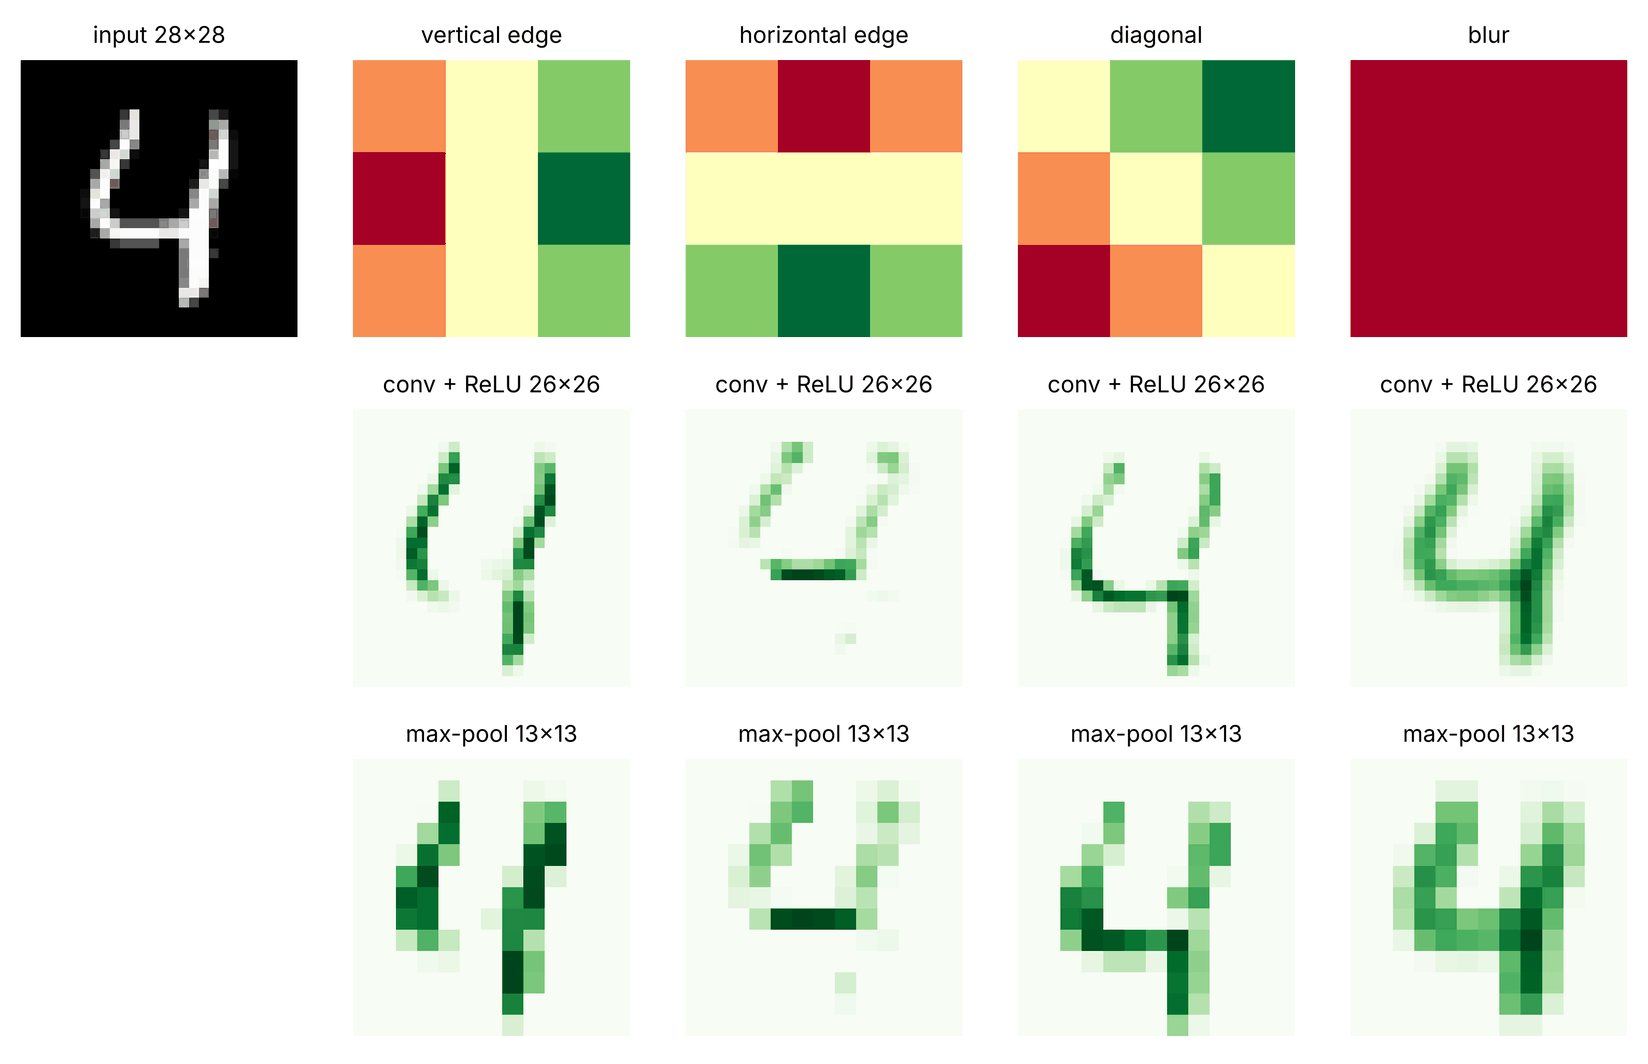 input 28×28
vertical edge
horizontal edge
diagonal
blur
4
conv + ReLU 26×26
conv + ReLU 26×26
conv + ReLU 26×26
conv + ReLU 26×26
max-pool 13×13
max-pool 13×13
max-pool 13×13
max-pool 13×13